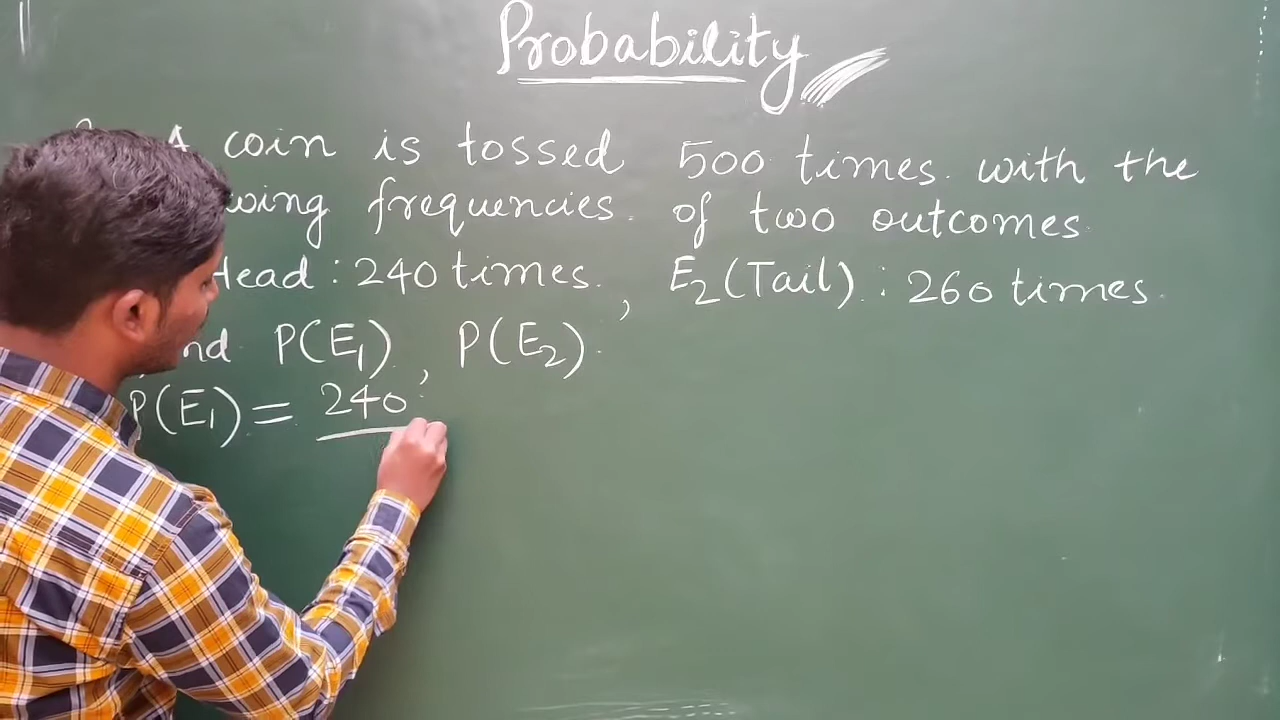 Probability
A coin is tossed 500 times. with the
wing frequencies. of two outcomes
Head : 240 times. , E2(Tail) : 260 times.
nd P(E1), P(E2).
P(E1) = 240